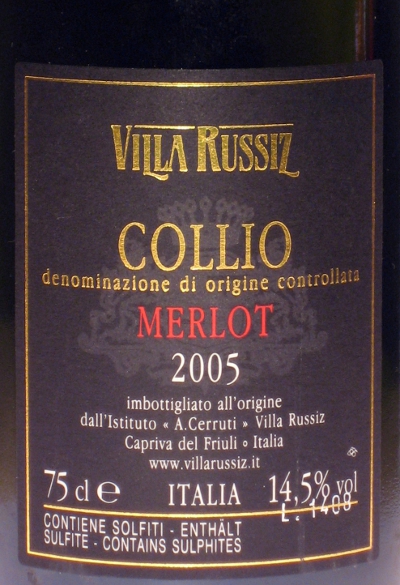 VILLA RUSSIZ
COLLIO
denominazione di origine controllata
MERLOT
2005
imbottigliato all'origine
dall'Istituto « A.Cerruti » Villa Russiz
Capriva del Friuli ◦ Italia
www.villarussiz.it
75 cl e ITALIA 14,5% vol
L. 1408
CONTIENE SOLFITI - ENTHÄLT
SULFITE - CONTAINS SULPHITES